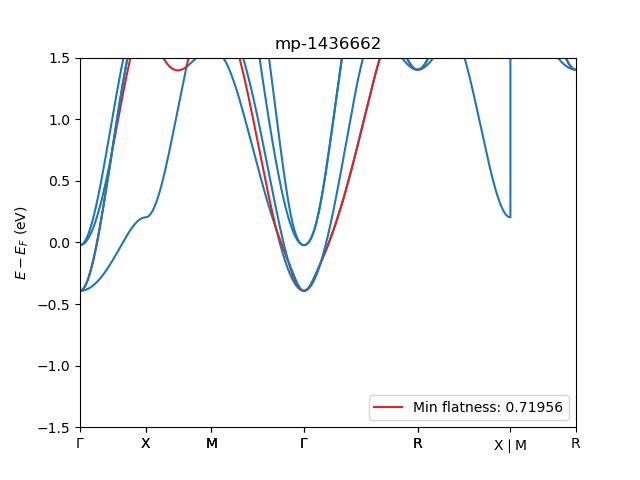 mp-1436662
1.5
1.0
0.5
0.0
−0.5
−1.0
−1.5
E − E_F (eV)
Min flatness: 0.71956
Γ X M Γ R X | M R